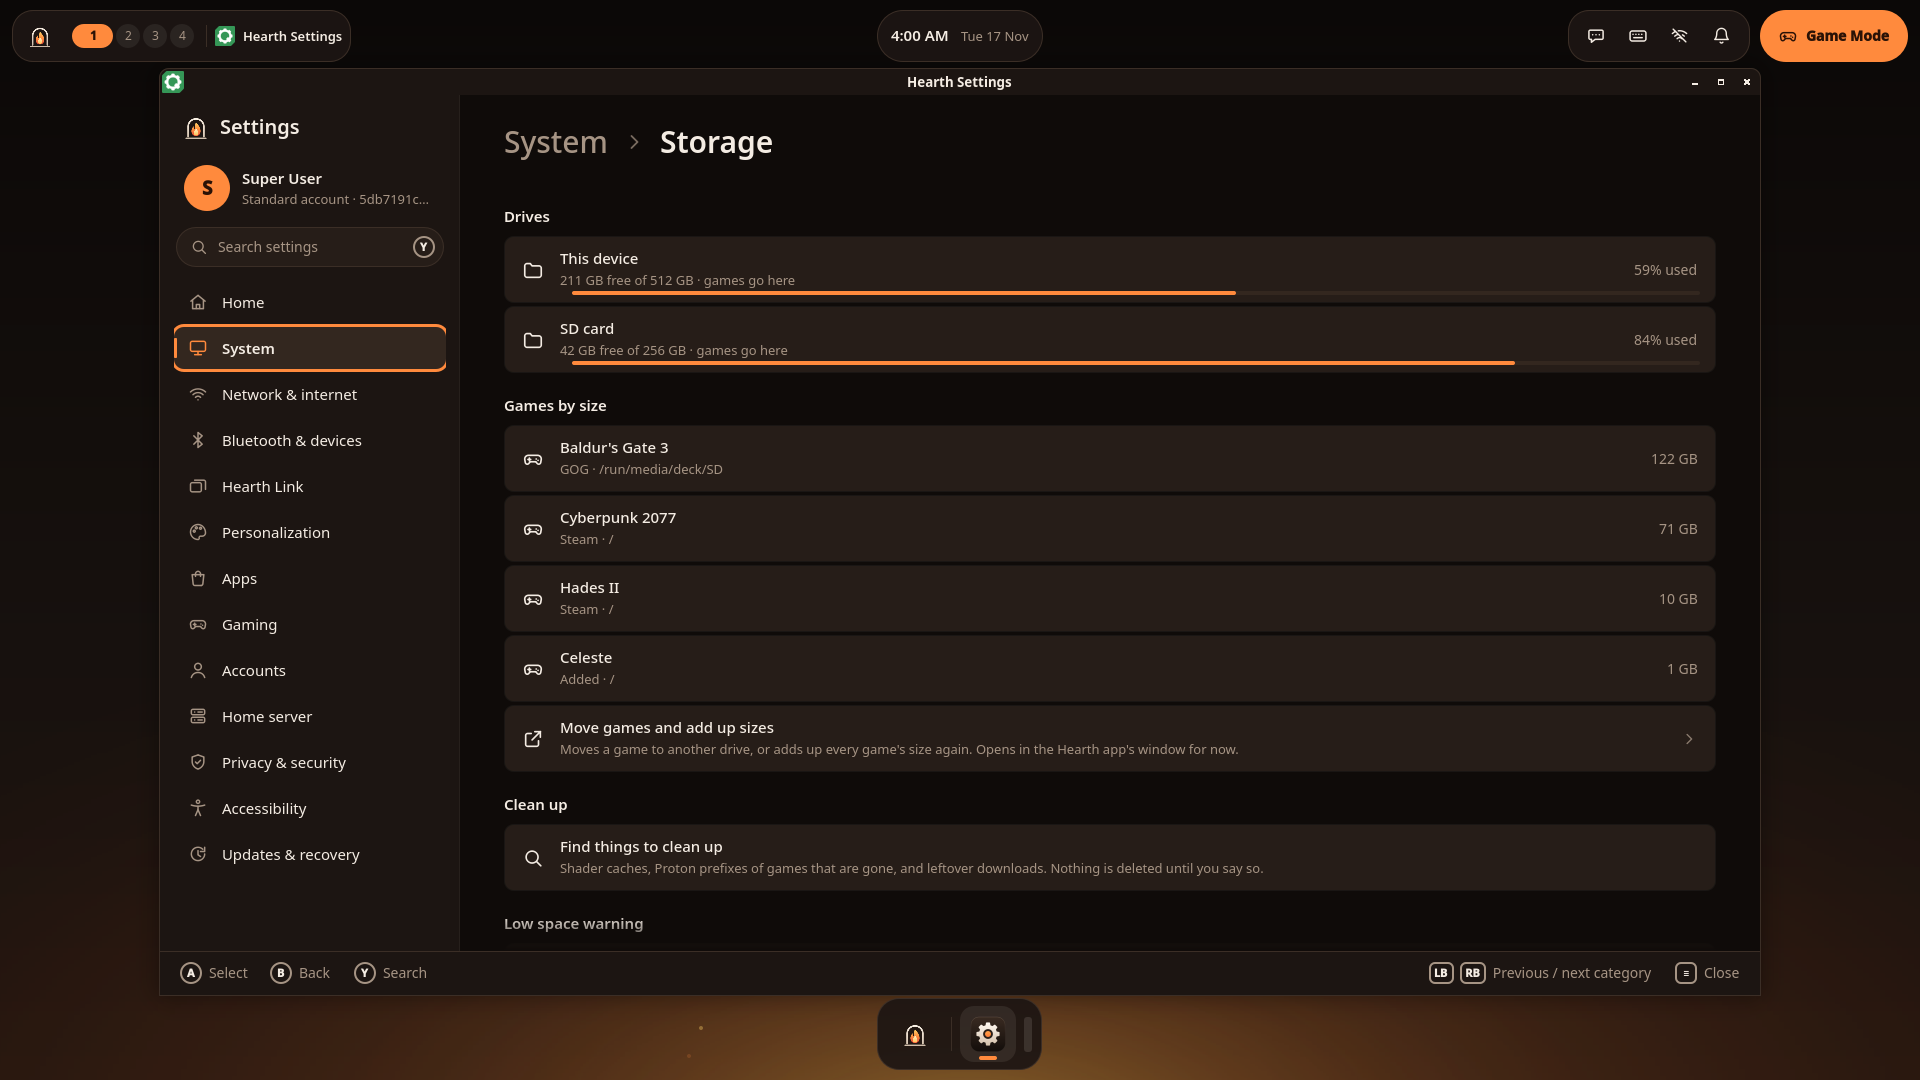 1 2 3 4 Hearth Settings
4:00 AM Tue 17 Nov
Game Mode
Hearth Settings
Settings
S
Super User
Standard account · 5db7191c...
Search settings Y
Home
System
Network & internet
Bluetooth & devices
Hearth Link
Personalization
Apps
Gaming
Accounts
Home server
Privacy & security
Accessibility
Updates & recovery
System > Storage
Drives
This device
211 GB free of 512 GB · games go here
59% used
SD card
42 GB free of 256 GB · games go here
84% used
Games by size
Baldur's Gate 3
GOG · /run/media/deck/SD
122 GB
Cyberpunk 2077
Steam · /
71 GB
Hades II
Steam · /
10 GB
Celeste
Added · /
1 GB
Move games and add up sizes
Moves a game to another drive, or adds up every game's size again. Opens in the Hearth app's window for now.
Clean up
Find things to clean up
Shader caches, Proton prefixes of games that are gone, and leftover downloads. Nothing is deleted until you say so.
Low space warning
A Select B Back Y Search
LB RB Previous / next category ≡ Close